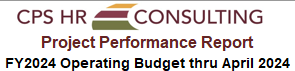 CPS HR CONSULTING
Project Performance Report
FY2024 Operating Budget thru April 2024